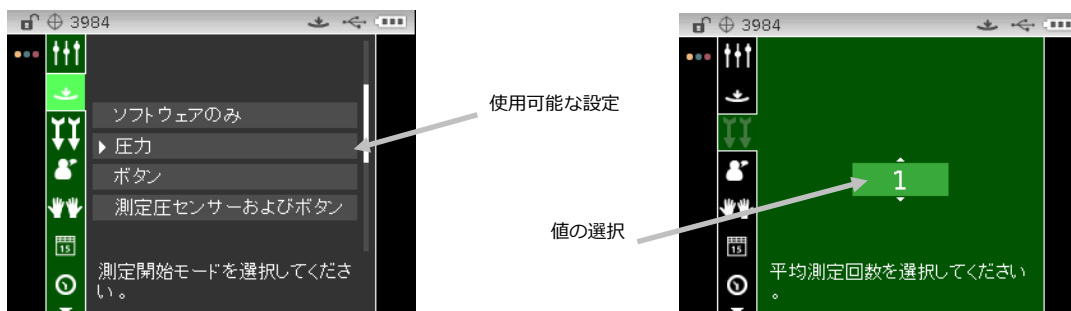 3984
ソフトウェアのみ
圧力
ボタン
測定圧センサーおよびボタン
15
測定開始モードを選択してくださ
い。
使用可能な設定
値の選択
3984
1
15
平均測定回数を選択してください
。